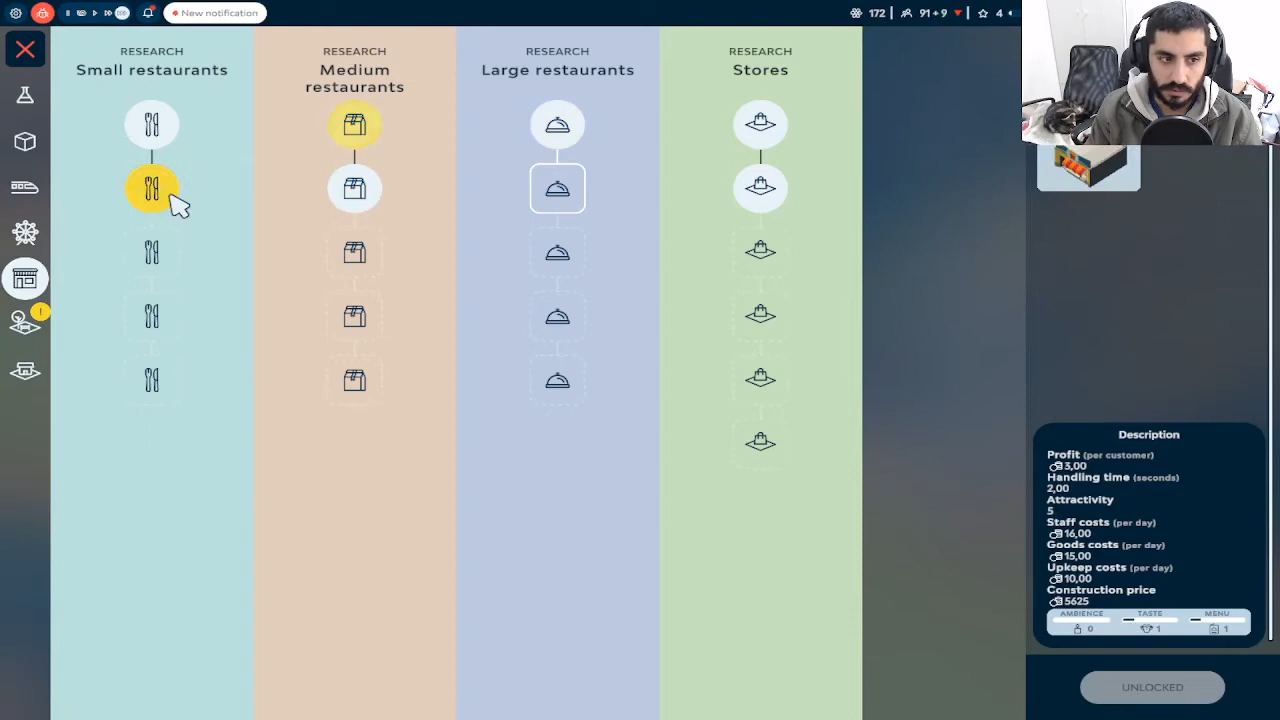 New notification
172
91+9
4
RESEARCH
Small restaurants
RESEARCH
Medium
restaurants
RESEARCH
Large restaurants
RESEARCH
Stores
!
Description
Profit (per customer)
3,00
Handling time (seconds)
2,00
Attractivity
5
Staff costs (per day)
16,00
Goods costs (per day)
15,00
Upkeep costs (per day)
10,00
Construction price
5625
AMBIENCE TASTE MENU
0 1 1
UNLOCKED